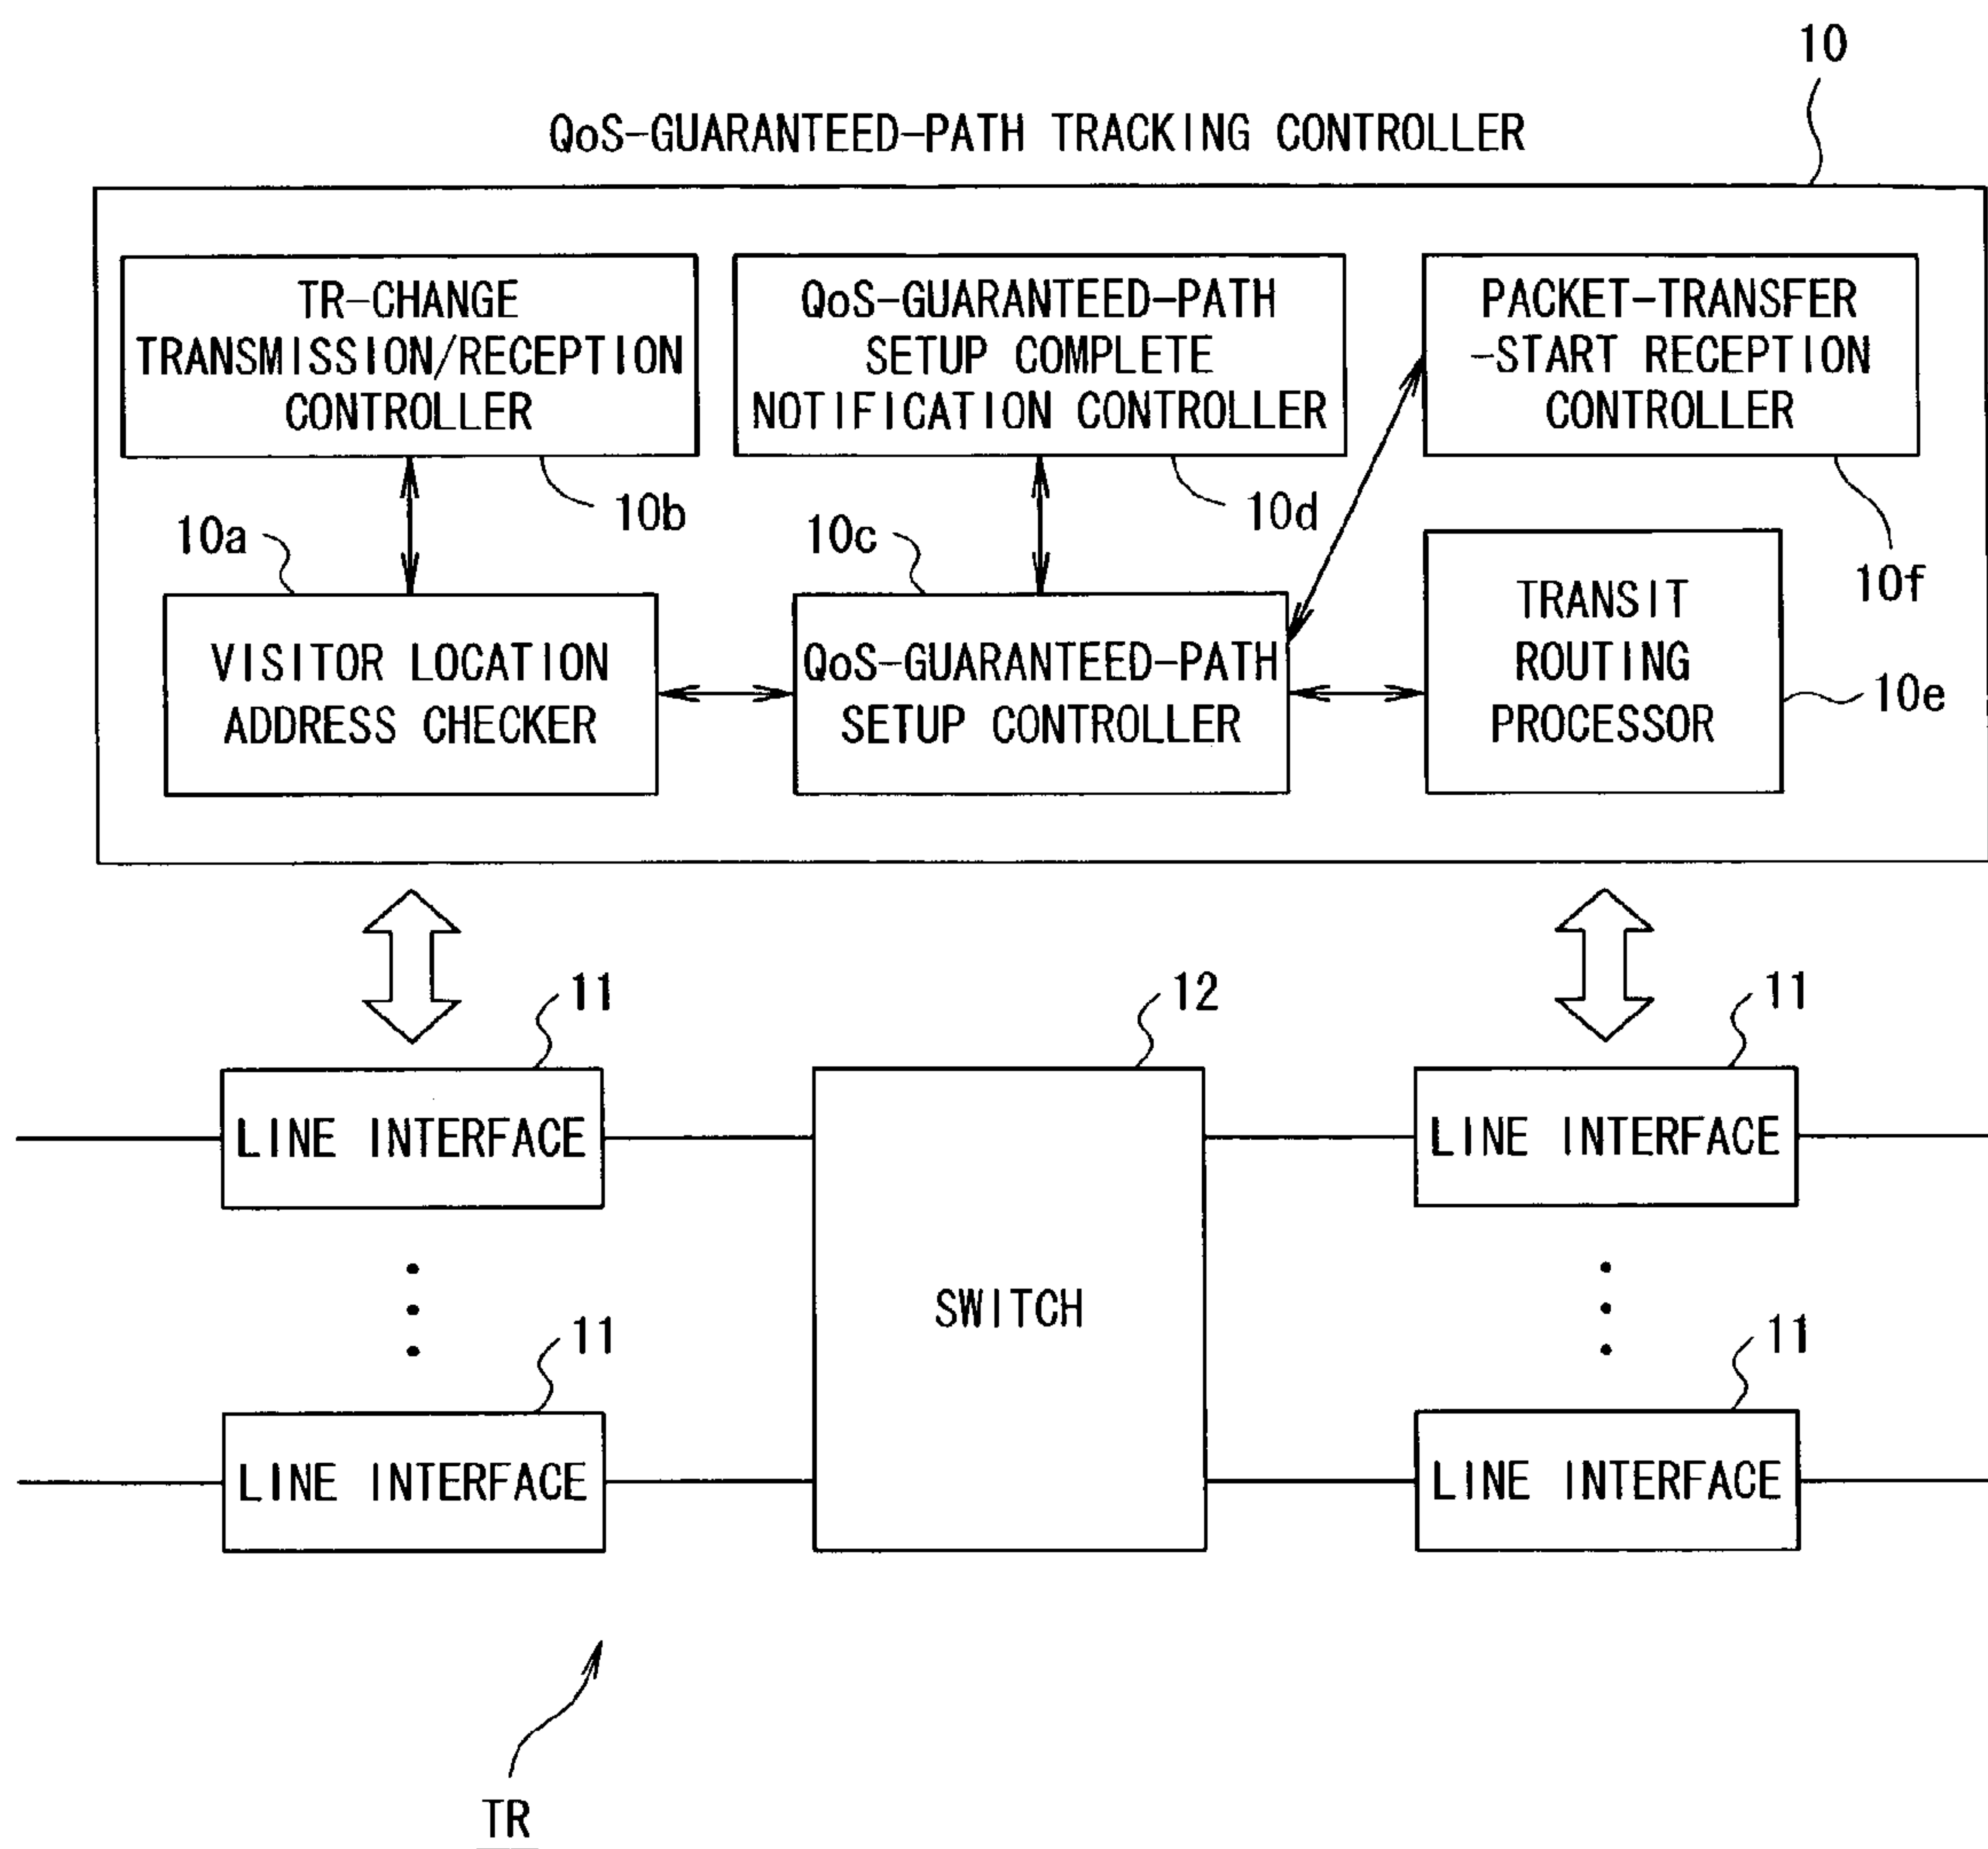 10
QoS-GUARANTEED-PATH TRACKING CONTROLLER
TR-CHANGE
TRANSMISSION/RECEPTION
CONTROLLER
QoS-GUARANTEED-PATH
SETUP COMPLETE
NOTIFICATION CONTROLLER
PACKET-TRANSFER
-START RECEPTION
CONTROLLER
10a
10b
10c
10d
10f
VISITOR LOCATION
ADDRESS CHECKER
QoS-GUARANTEED-PATH
SETUP CONTROLLER
TRANSIT
ROUTING
PROCESSOR
10e
11
12
11
LINE INTERFACE
LINE INTERFACE
SWITCH
11
11
LINE INTERFACE
LINE INTERFACE
TR